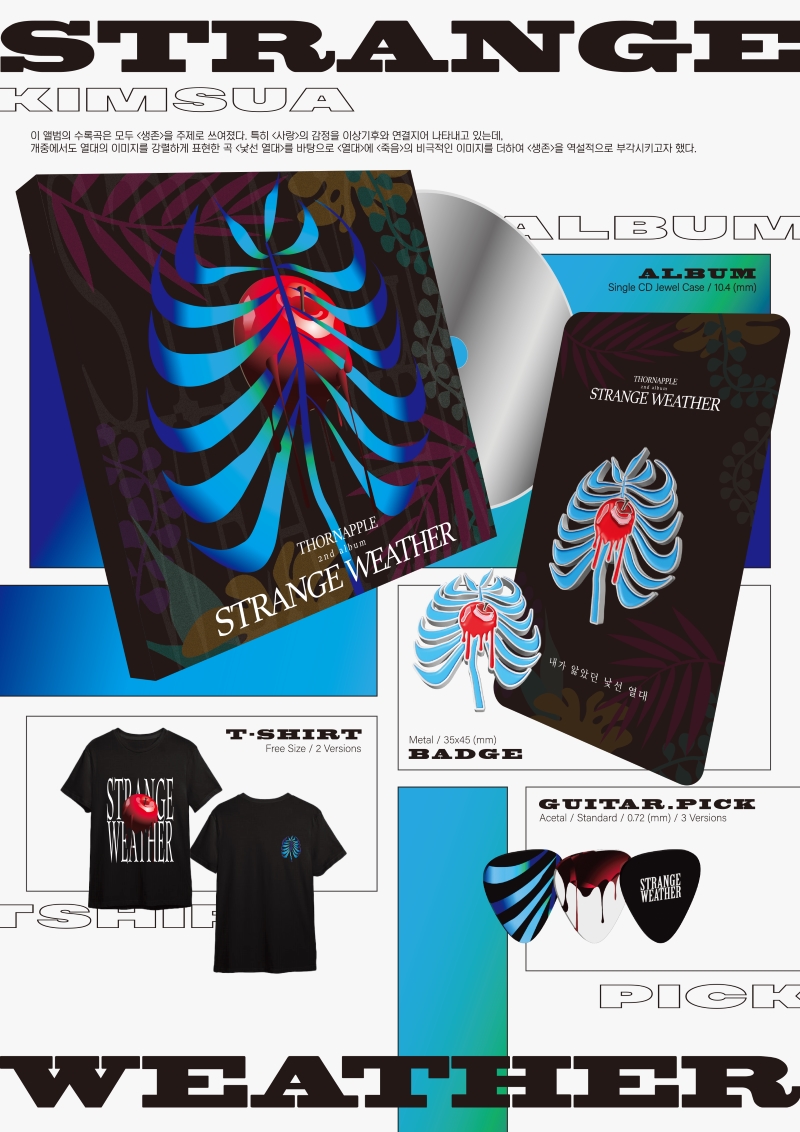 STRANGE
KIMSUA
이 앨범의 수록곡은 모두 <생존>을 주제로 쓰여졌다. 특히 <사랑>의 감정을 이상기후와 연결지어 나타내고 있는데,
개중에서도 열대의 이미지를 강렬하게 표현한 곡 <낯선 열대>를 바탕으로 <열대>에 <죽음>의 비극적인 이미지를 더하여 <생존>을 역설적으로 부각시키고자 했다.
ALBUM
ALBUM
Single CD Jewel Case / 10.4 (mm)
THORNAPPLE
2nd album
STRANGE WEATHER
THORNAPPLE
2nd album
STRANGE WEATHER
내가 앓았던 낯선 열대
Metal / 35x45 (mm)
BADGE
T-SHIRT
Free Size / 2 Versions
STRANGE
WEATHER
TSHIR
GUITAR.PICK
Acetal / Standard / 0.72 (mm) / 3 Versions
STRANGE
WEATHER
PICK
WEATHER